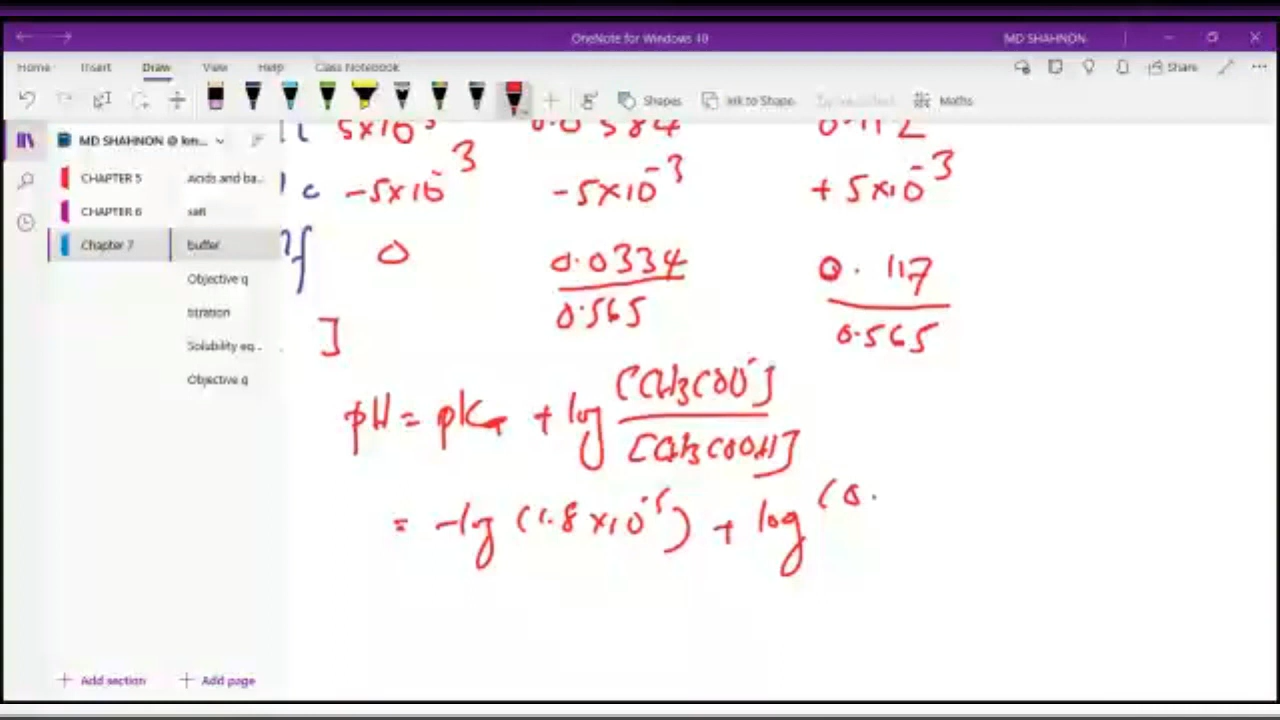 OneNote for Windows 10
MD SHAHNON
Home Insert Draw View Help Class Notebook
Share
Shapes Ink to Shape Maths
MD SHAHNON @ km...
CHAPTER 5
CHAPTER 6
Chapter 7
Acids and ba...
salt
buffer
Objective q
titration
Solubility eq...
Objective q
Add section
Add page
c -5×10⁻³ -5×10⁻³ +5×10⁻³
f 0 0.0334/0.565 0.117/0.565
]
pH = pKa + log [CH3COO⁻]/[CH3COOH]
= -lg (1.8×10⁻⁵) + log (0.